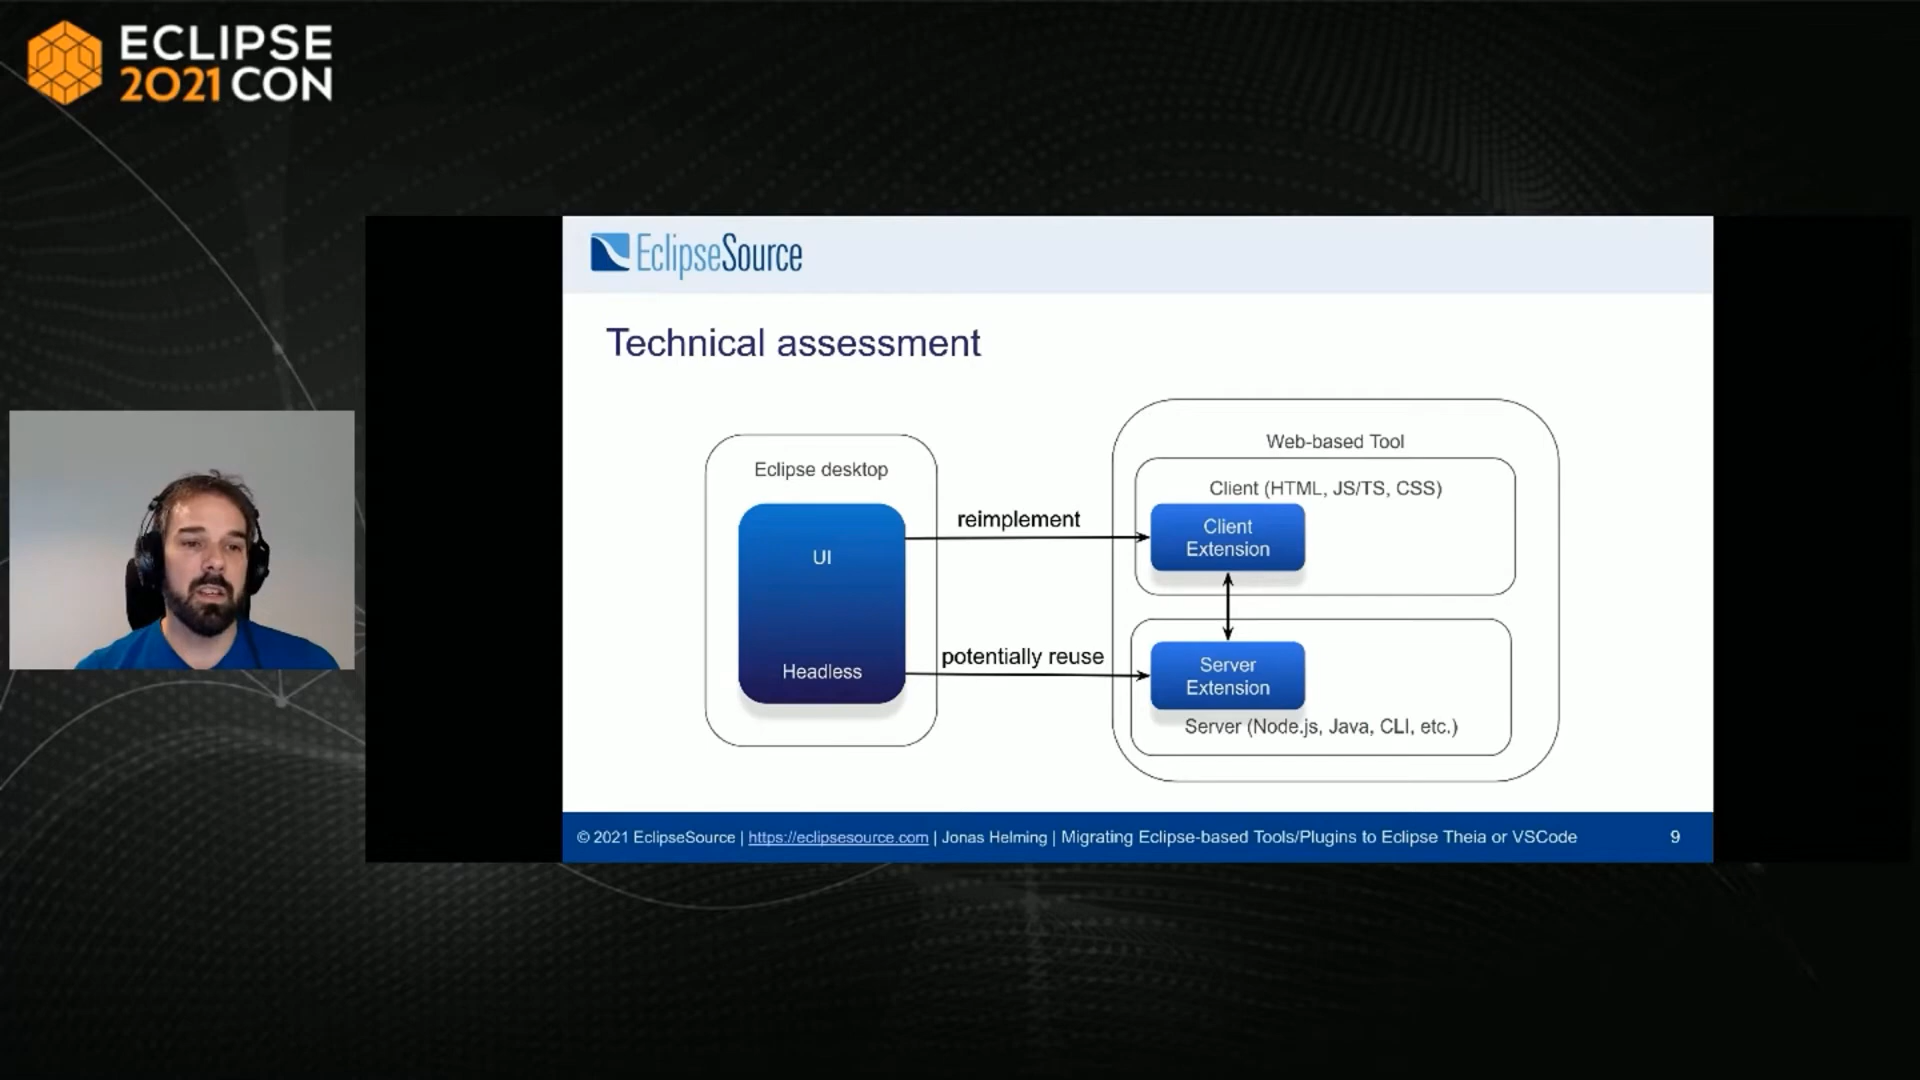 ECLIPSE
2021 CON
EclipseSource
Technical assessment
Eclipse desktop
UI
Headless
reimplement
potentially reuse
Web-based Tool
Client (HTML, JS/TS, CSS)
Client
Extension
Server
Extension
Server (Node.js, Java, CLI, etc.)
© 2021 EclipseSource | https://eclipsesource.com | Jonas Helming | Migrating Eclipse-based Tools/Plugins to Eclipse Theia or VSCode 9